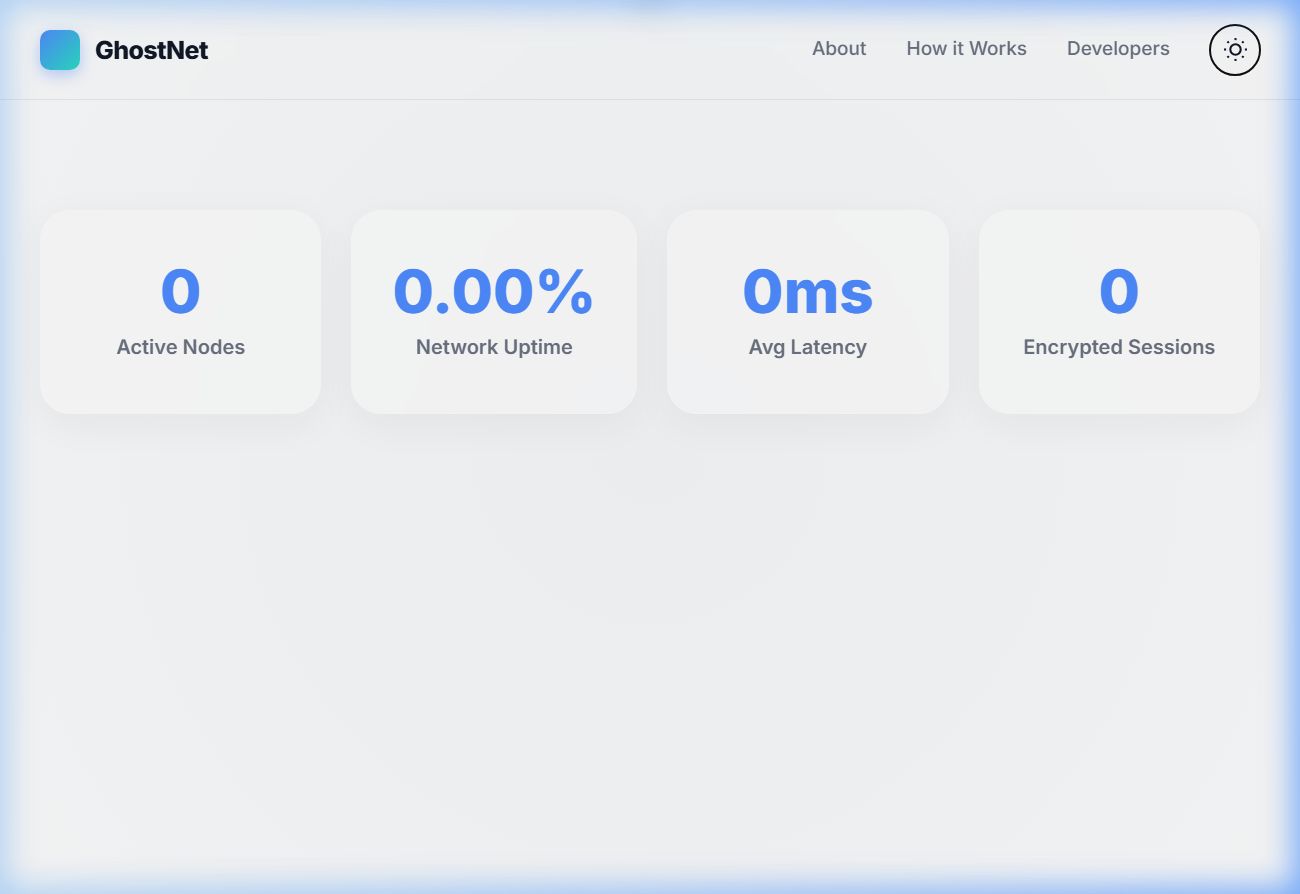 GhostNet
About How it Works Developers
0 0.00% 0ms 0
Active Nodes Network Uptime Avg Latency Encrypted Sessions